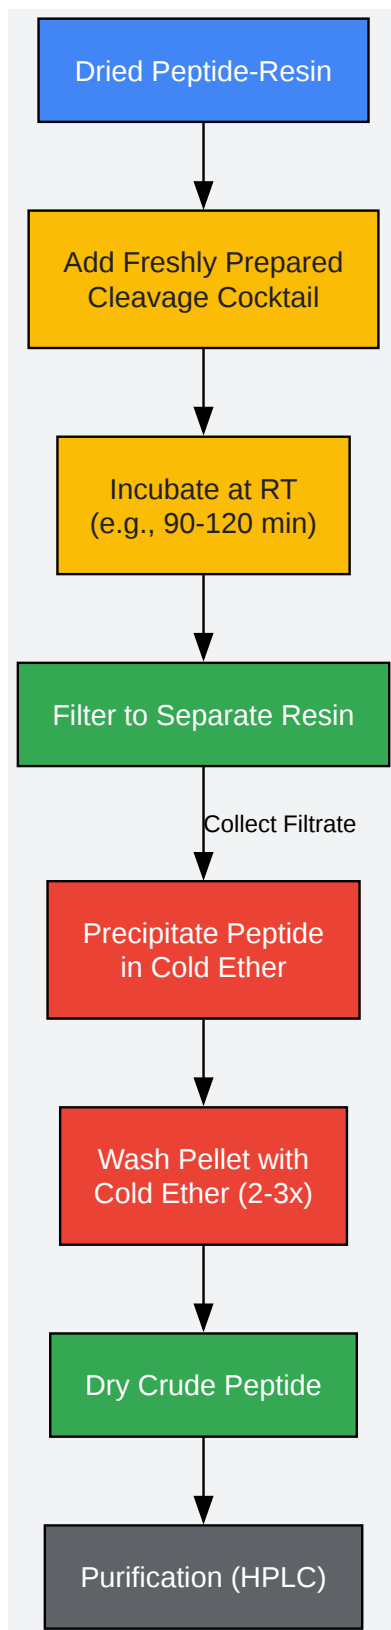 Dried Peptide-Resin
Add Freshly Prepared
Cleavage Cocktail
Incubate at RT
(e.g., 90-120 min)
Filter to Separate Resin
Collect Filtrate
Precipitate Peptide
in Cold Ether
Wash Pellet with
Cold Ether (2-3x)
Dry Crude Peptide
Purification (HPLC)